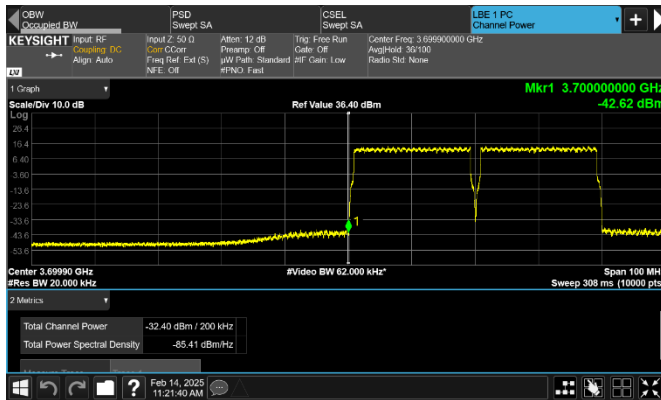 OBW
Occupied BW
PSD
Swept SA
CSEL
Swept SA
LBE 1 PC
Channel Power
KEYSIGHT
Input: RF
Coupling: DC
Align: Auto
Input Z: 50 Ω
Corr CCorr
Freq Ref: Ext (S)
NFE: Off
Atten: 12 dB
Preamp: Off
µW Path: Standard
#PNO: Fast
Trig: Free Run
Gate: Off
#IF Gain: Low
Center Freq: 3.699900000 GHz
Avg|Hold: 36/100
Radio Std: None
LXI
1 Graph
Mkr1 3.700000000 GHz
Scale/Div 10.0 dB
Ref Value 36.40 dBm
-42.62 dBm
Log
26.4
16.4
6.40
-3.60
-13.6
-23.6
-33.6
-43.6
-53.6
1
Center 3.69990 GHz
#Video BW 62.000 kHz*
Span 100 MH
#Res BW 20.000 kHz
Sweep 308 ms (10000 pts
2 Metrics
Total Channel Power -32.40 dBm / 200 kHz
Total Power Spectral Density -85.41 dBm/Hz
Feb 14, 2025
11:21:40 AM